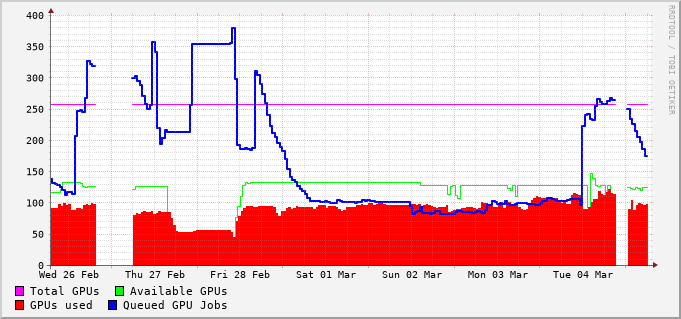 400
350
300
250
200
150
100
50
0
Wed 26 Feb Thu 27 Feb Fri 28 Feb Sat 01 Mar Sun 02 Mar Mon 03 Mar Tue 04 Mar
Total GPUs Available GPUs
GPUs used Queued GPU Jobs
RRDTOOL / TOBI OETIKER